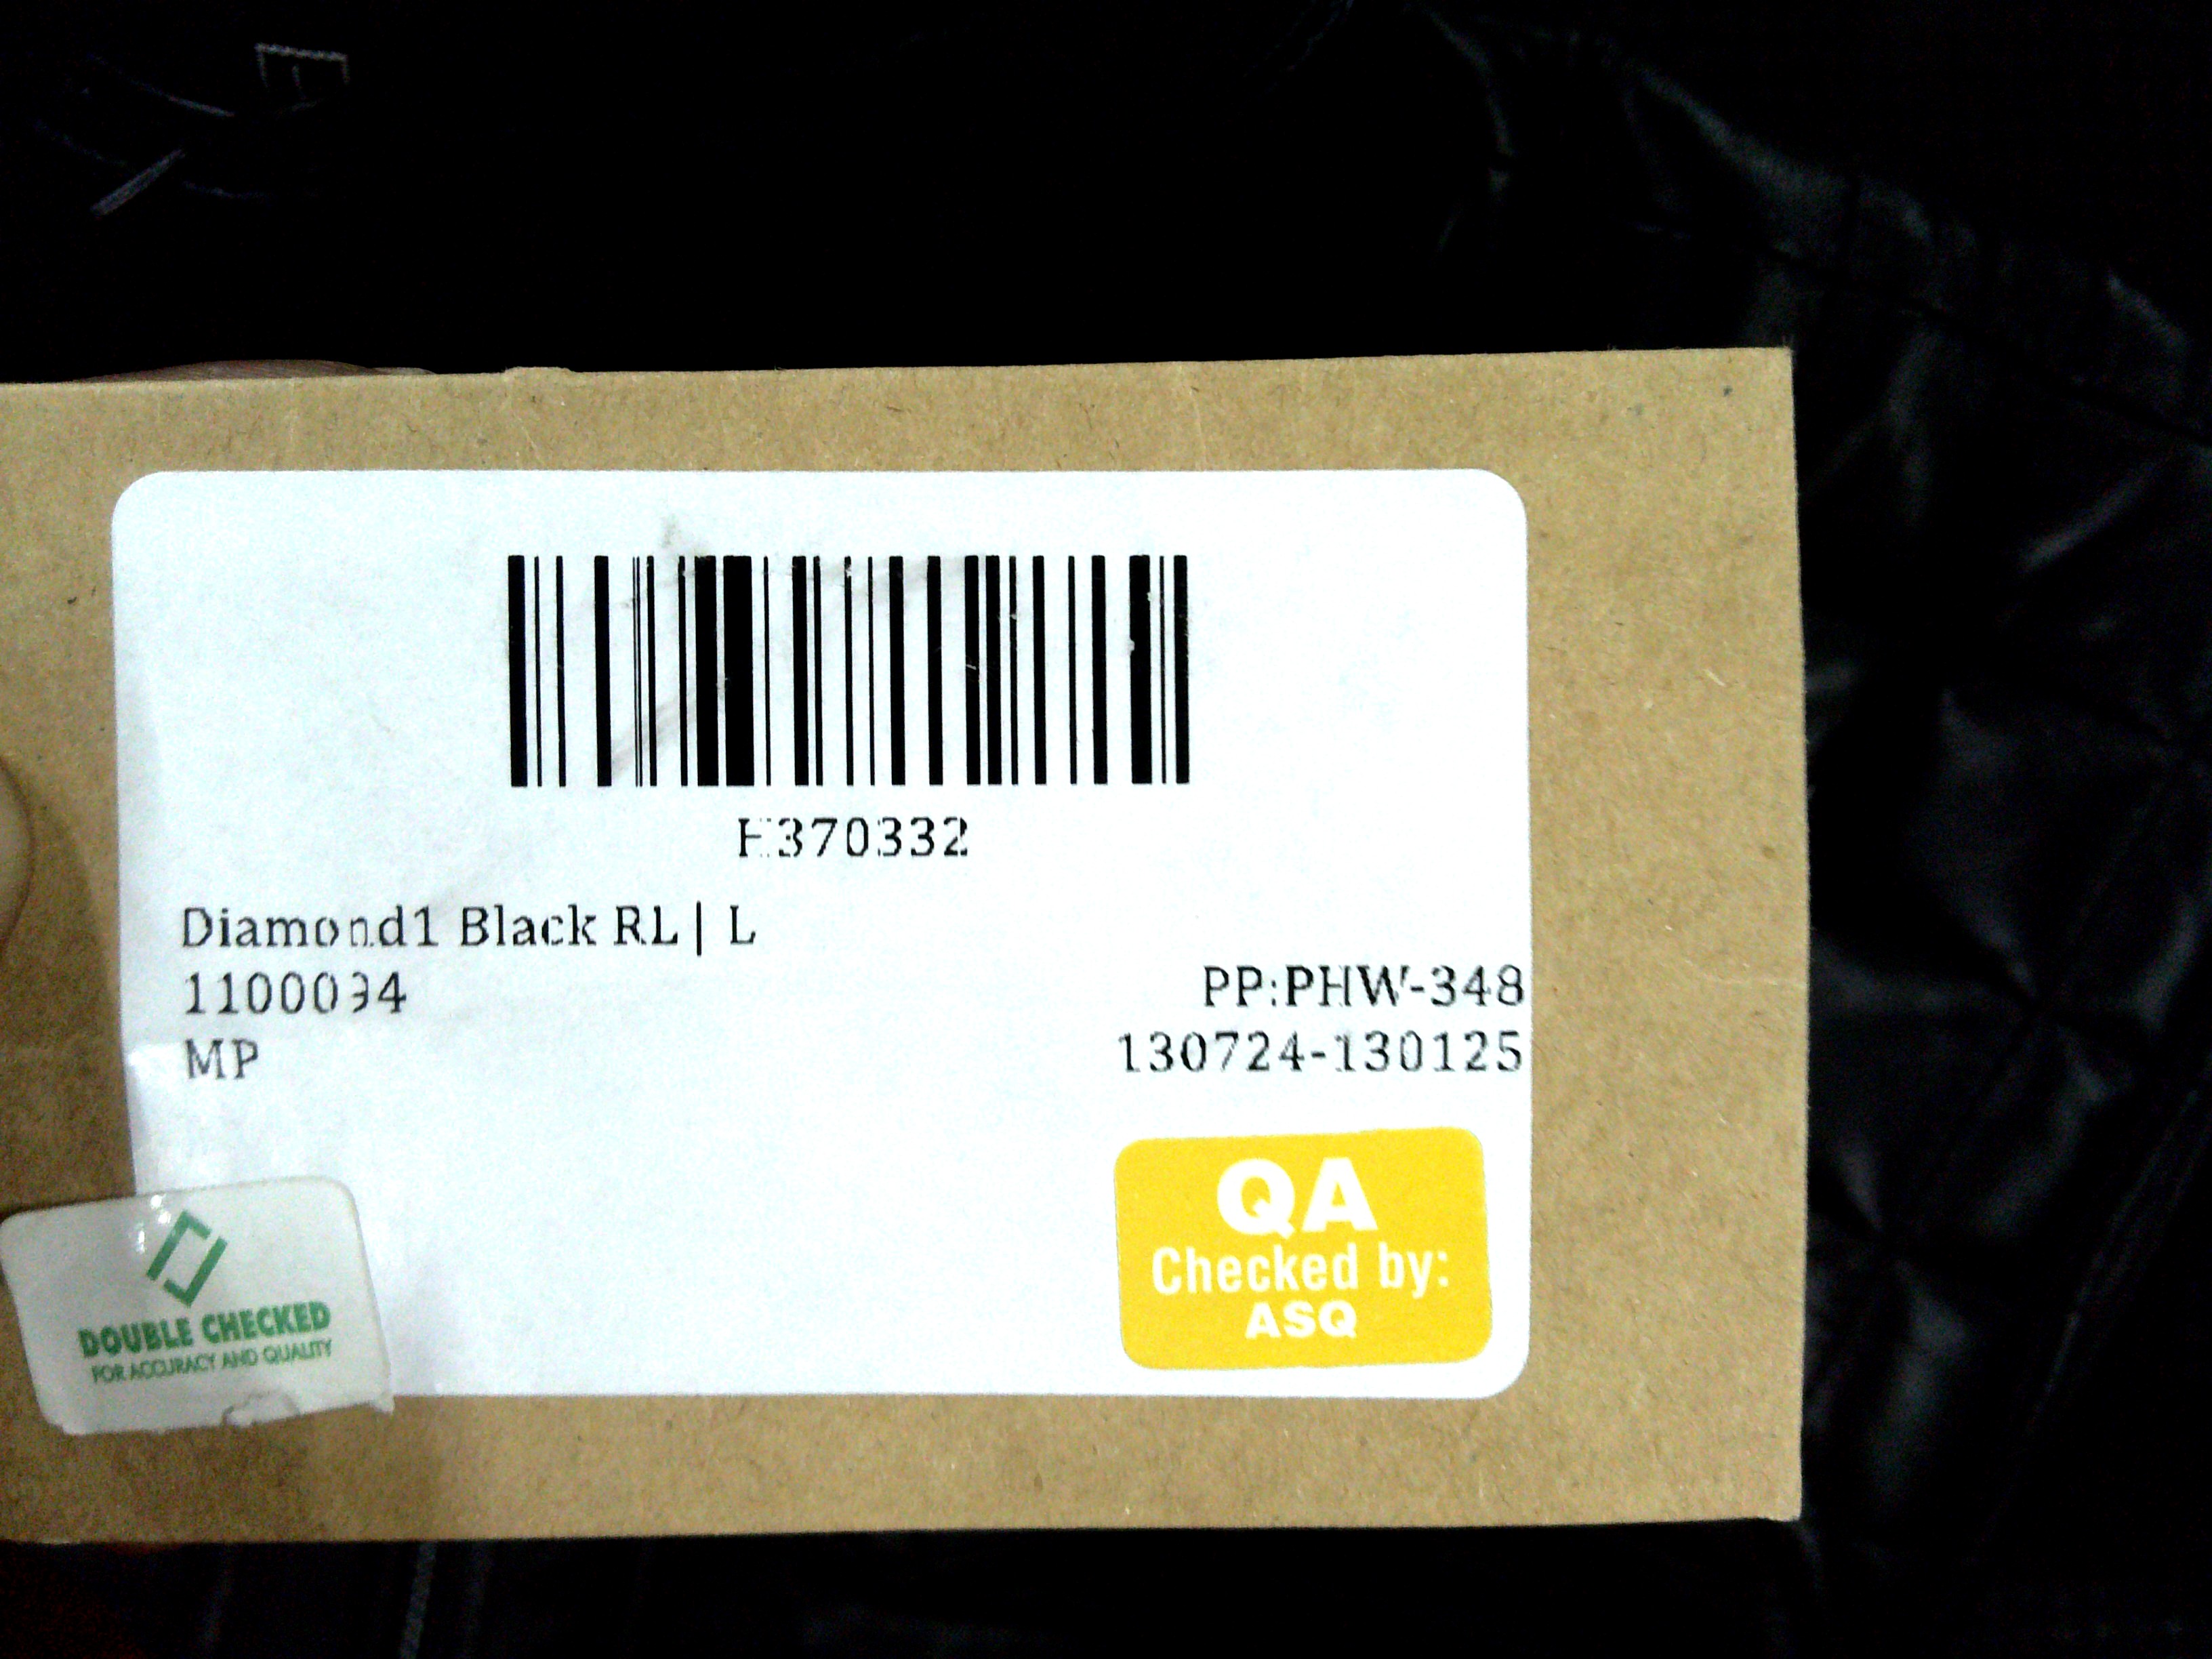 H370332
Diamond1 Black RL | L
1100094
PP:PHW-348
MP
130724-130125
QA
Checked by:
ASQ
DOUBLE CHECKED
FOR ACCURACY AND QUALITY